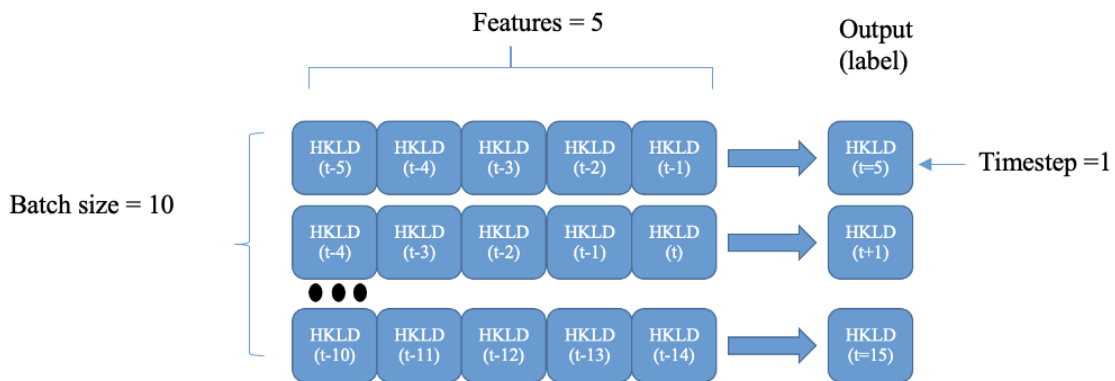 Features = 5
Output
(label)
HKLD
(t-5)
HKLD
(t-4)
HKLD
(t-3)
HKLD
(t-2)
HKLD
(t-1)
HKLD
(t=5)
Timestep =1
Batch size = 10
HKLD
(t-4)
HKLD
(t-3)
HKLD
(t-2)
HKLD
(t-1)
HKLD
(t)
HKLD
(t+1)
HKLD
(t-10)
HKLD
(t-11)
HKLD
(t-12)
HKLD
(t-13)
HKLD
(t-14)
HKLD
(t=15)